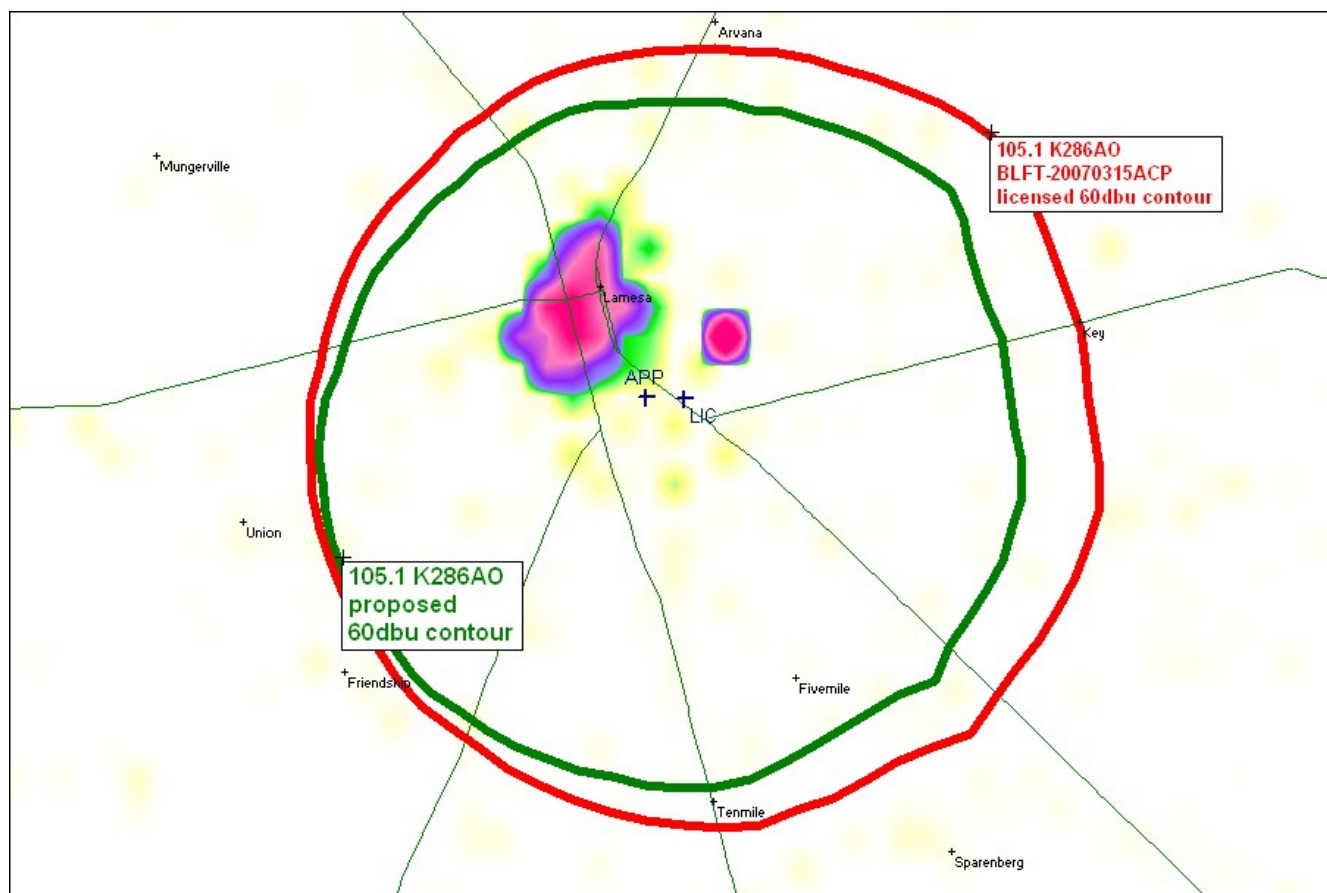 Arvana
105.1 K286AO
BLFT-20070315ACP
licensed 60dbu contour
Mungerville
Lamesa
Key
APP
LIC
Union
105.1 K286AO
proposed
60dbu contour
Friendship
Fivemile
Tenmile
Sparenberg